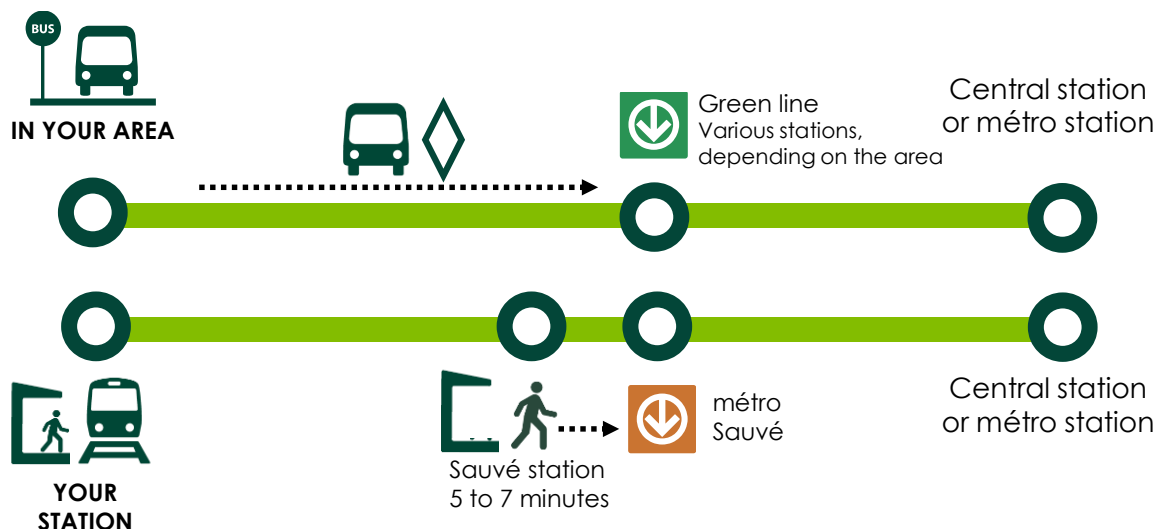 BUS
IN YOUR AREA
Green line
Various stations,
depending on the area
Central station
or métro station
YOUR
STATION
Sauvé station
5 to 7 minutes
métro
Sauvé
Central station
or métro station